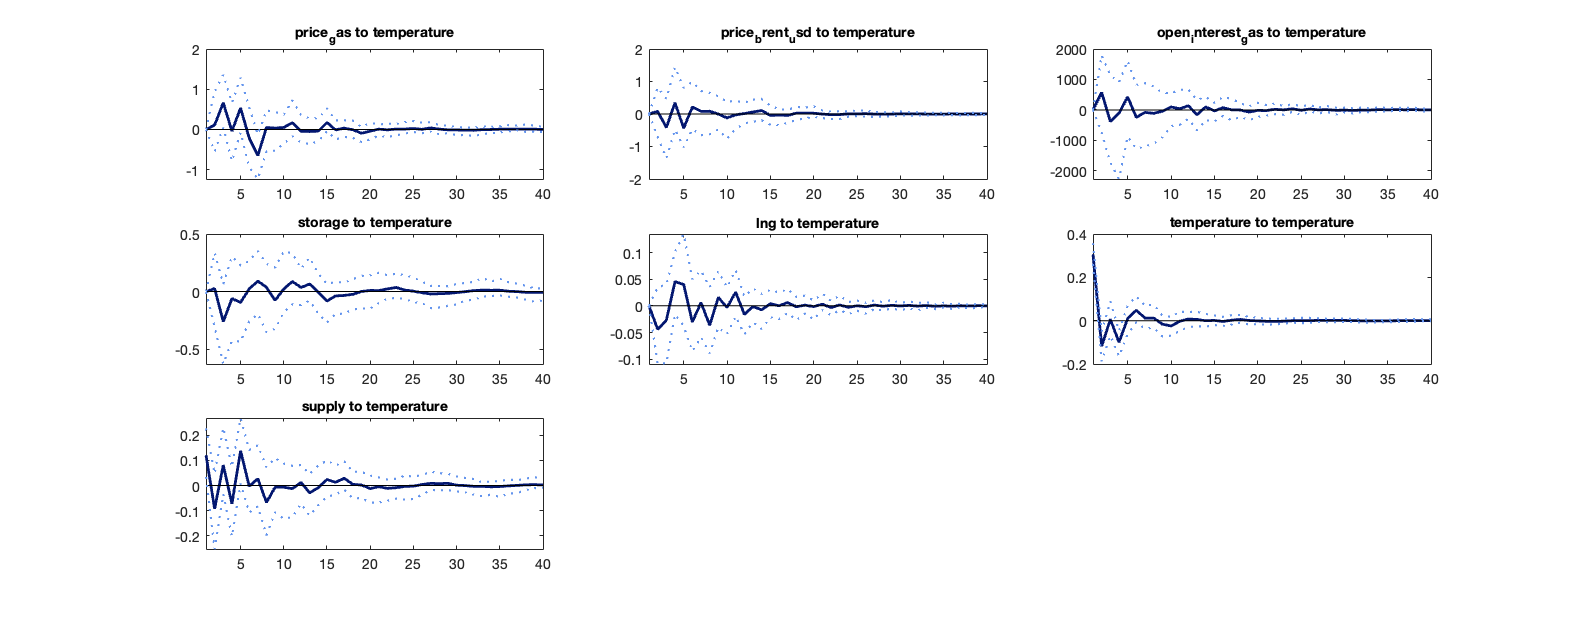 price_gas to temperature
2
1
0
-1
5 10 15 20 25 30 35 40
price_brent_usd to temperature
2
1
0
-1
-2
5 10 15 20 25 30 35 40
open_interest_gas to temperature
2000
1000
0
-1000
-2000
5 10 15 20 25 30 35 40
storage to temperature
0.5
0
-0.5
5 10 15 20 25 30 35 40
lng to temperature
0.1
0.05
0
-0.05
-0.1
5 10 15 20 25 30 35 40
temperature to temperature
0.4
0.2
0
-0.2
5 10 15 20 25 30 35 40
supply to temperature
0.2
0.1
0
-0.1
-0.2
5 10 15 20 25 30 35 40